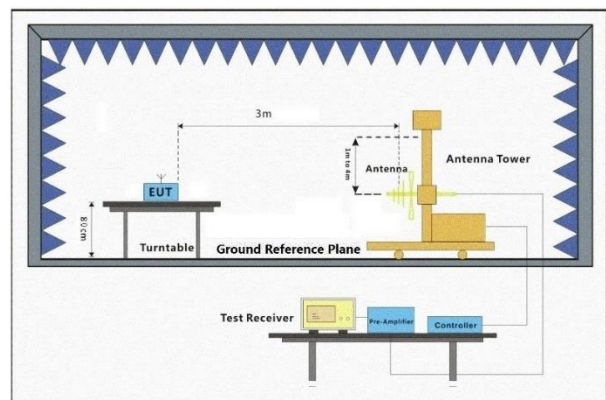 3m
1m to 4m
Antenna
Antenna Tower
EUT
80cm
Turntable
Ground Reference Plane
Test Receiver
Pre-Amplifier
Controller